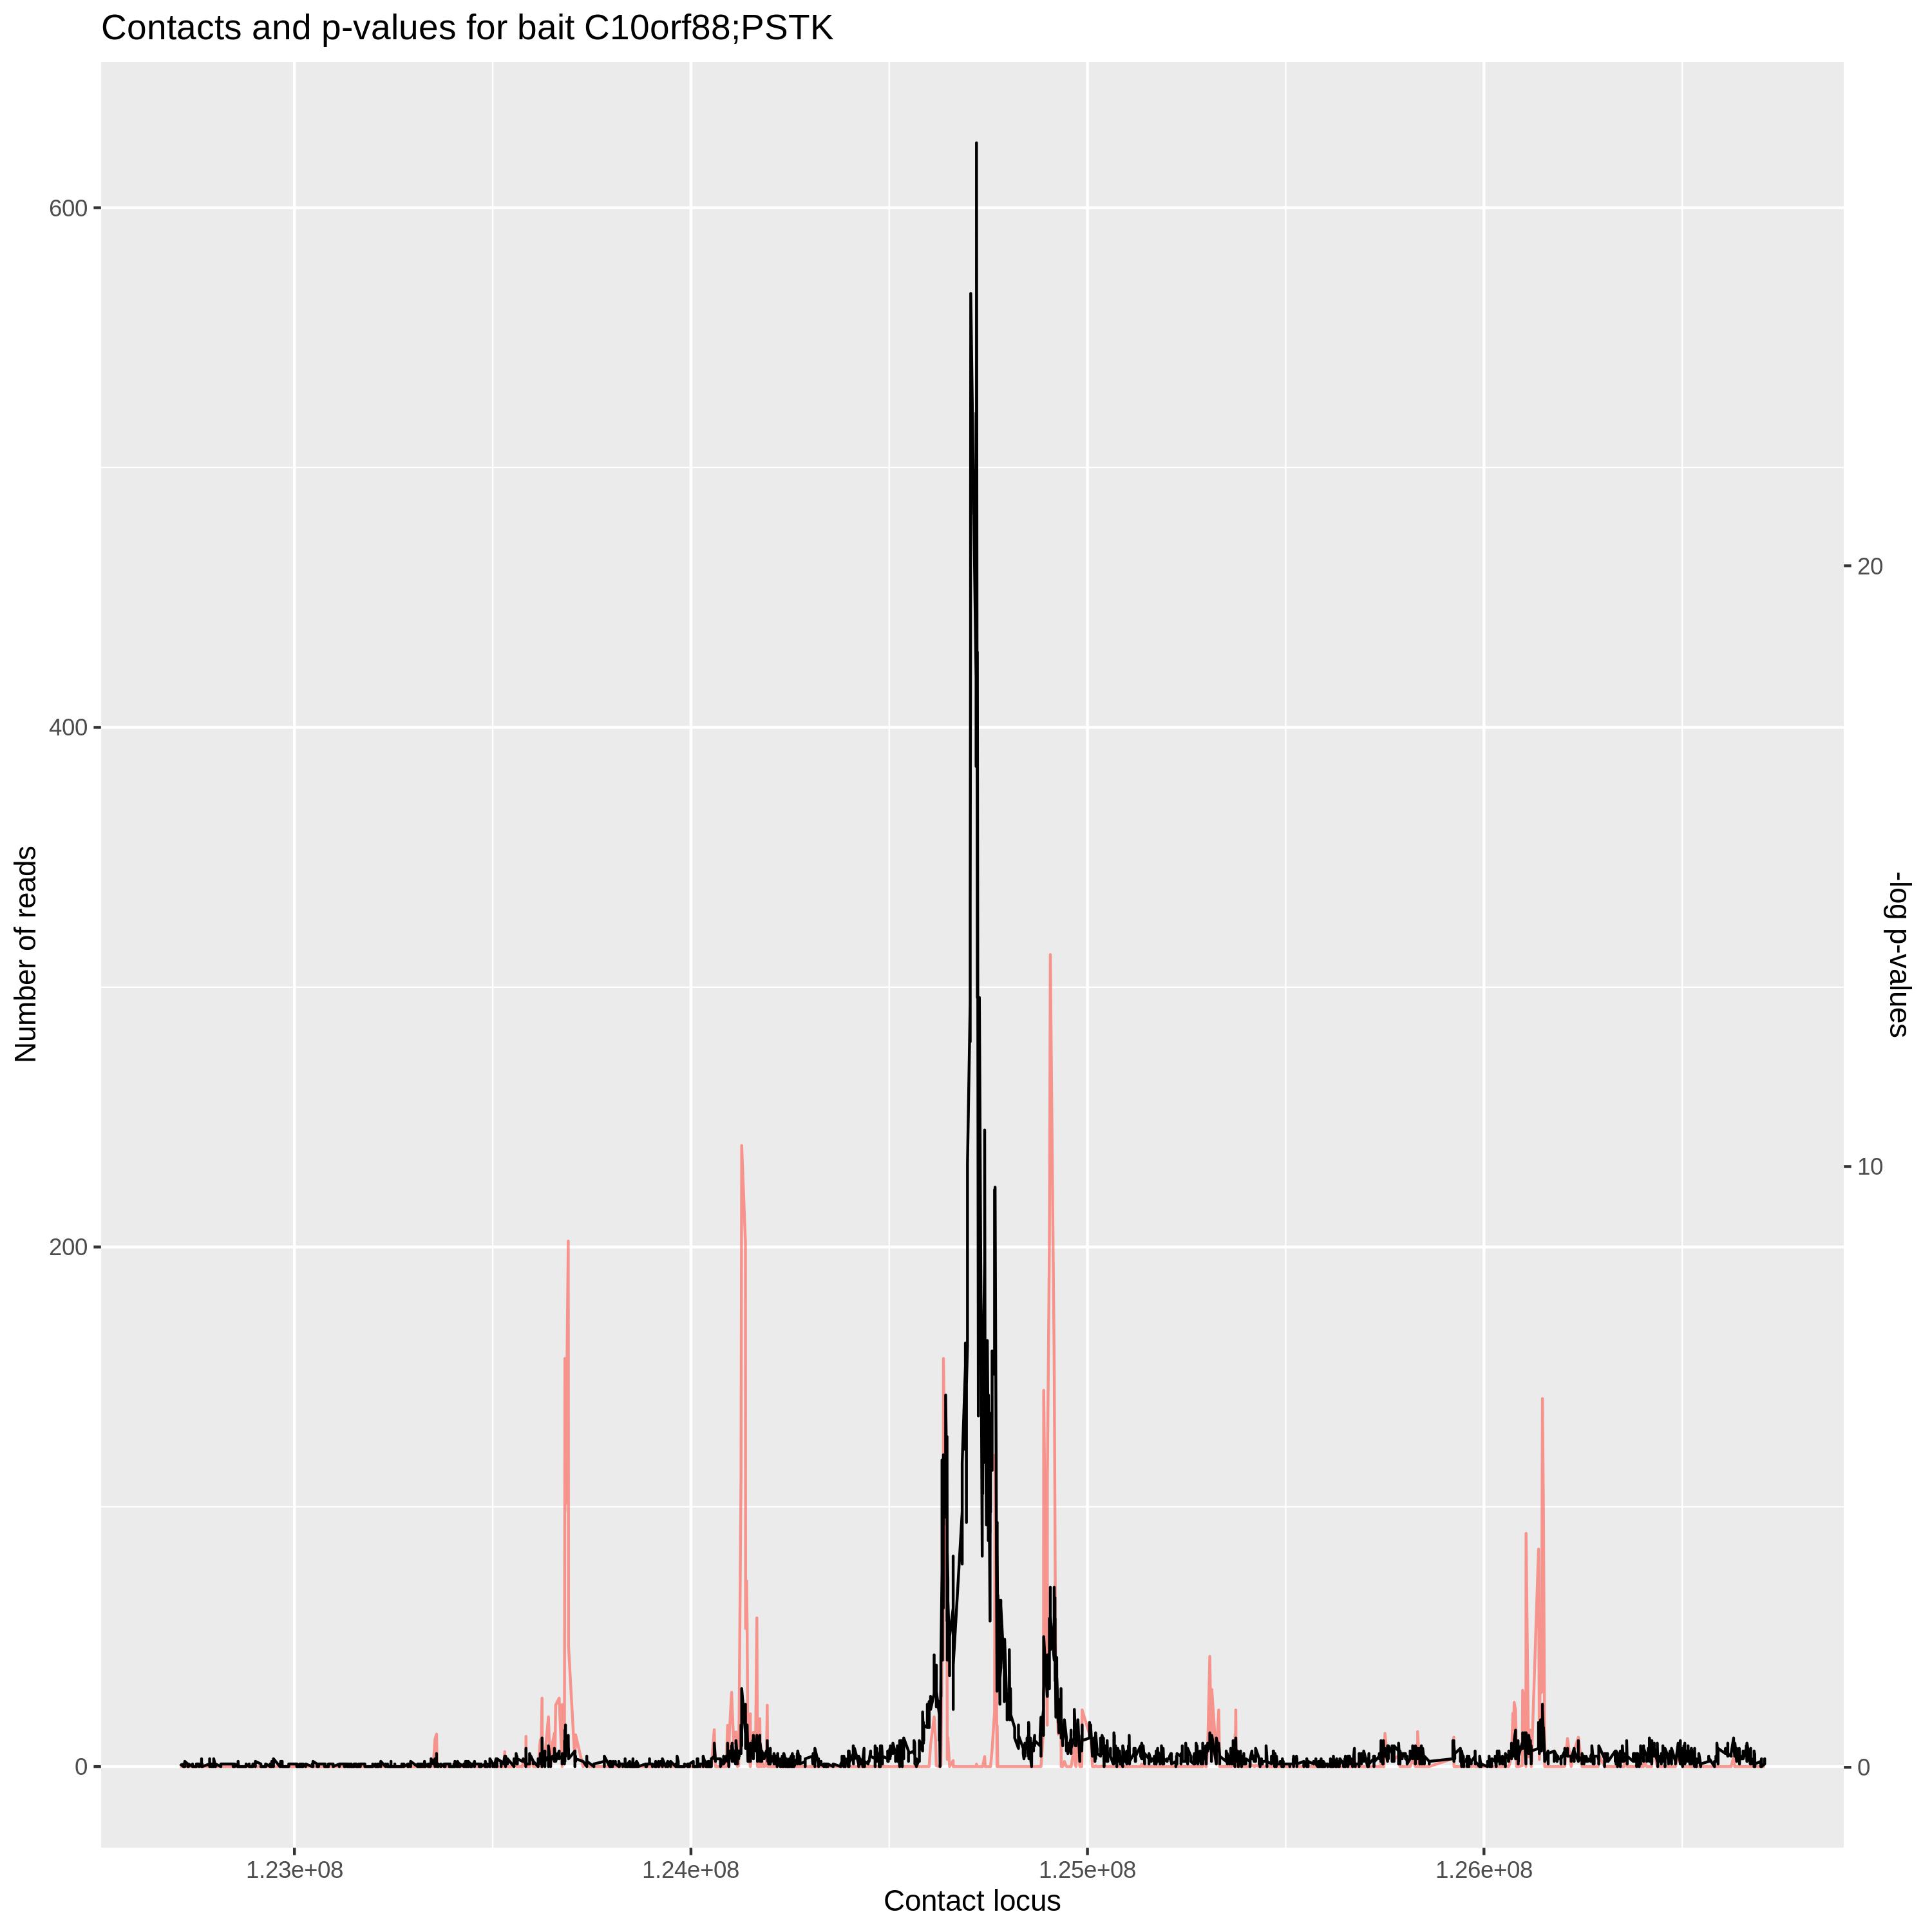 Contacts and p-values for bait C10orf88;PSTK
600
400
200
0
Number of reads
20
10
0
-log p-values
1.23e+08
1.24e+08
1.25e+08
1.26e+08
Contact locus